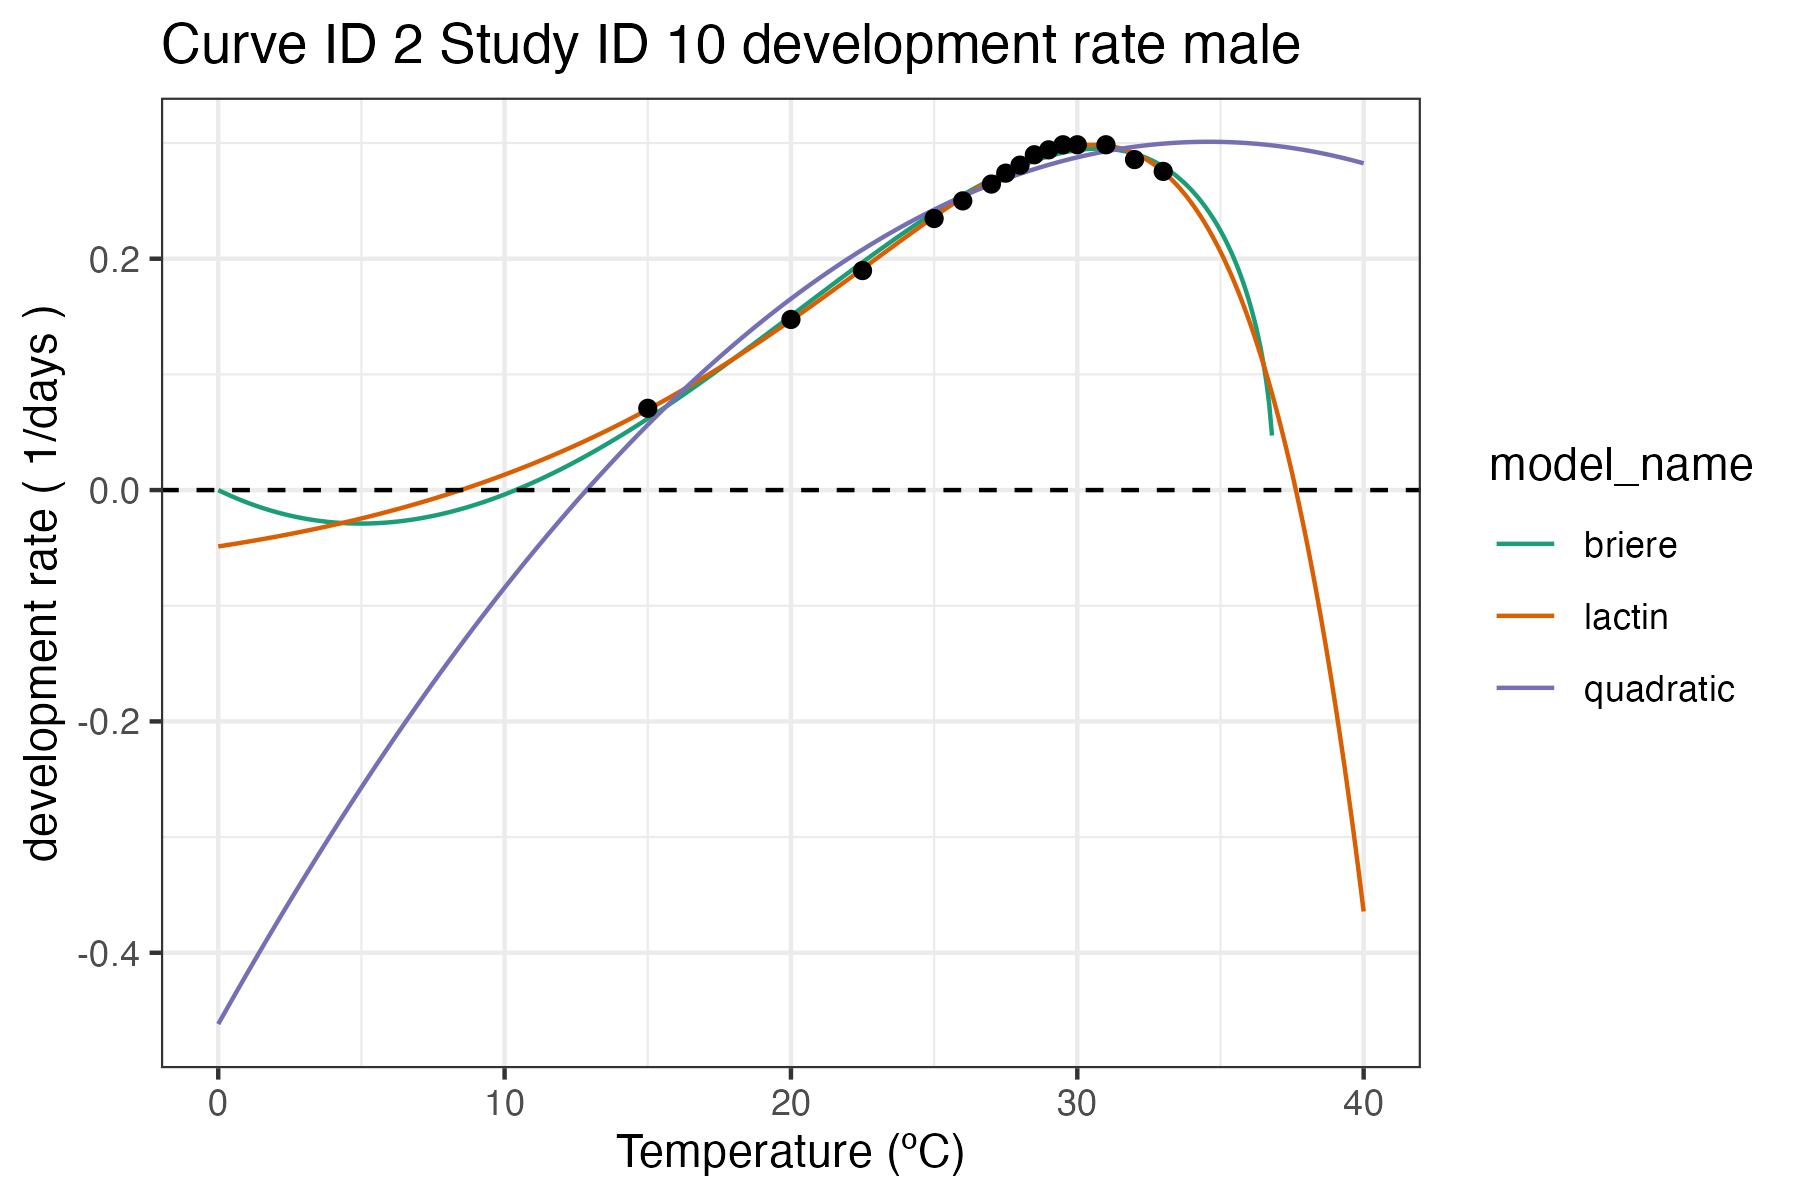 Curve ID 2 Study ID 10 development rate male
development rate ( 1/days )
0.2
0.0
-0.2
-0.4
0
10
20
30
40
Temperature (ºC)
model_name
briere
lactin
quadratic